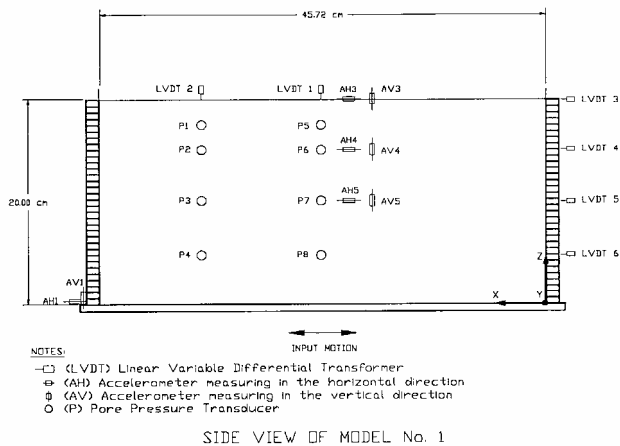 45.72 cm
LVDT 2
LVDT 1
AH3
AV3
LVDT 3
P1
P5
P2
P6
AH4
AV4
LVDT 4
20.00 cm
P3
P7
AH5
AV5
LVDT 5
P4
P8
LVDT 6
Z
AV1
AH1
X
Y
INPUT MOTION
NOTES:
(LVDT) Linear Variable Differential Transformer
(AH) Accelerometer measuring in the horizontal direction
(AV) Accelerometer measuring in the vertical direction
(P) Pore Pressure Transducer
SIDE VIEW OF MODEL No. 1